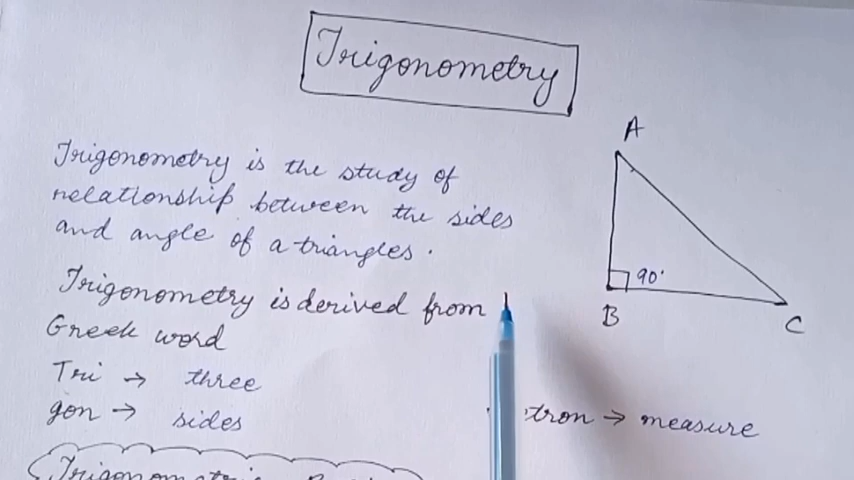 Trigonometry
Trigonometry is the study of
relationship between the sides
and angle of a triangles.
Trigonometry is derived from
Greek word
Tri → three
gon → sides
tron → measure
A
90°
B
C